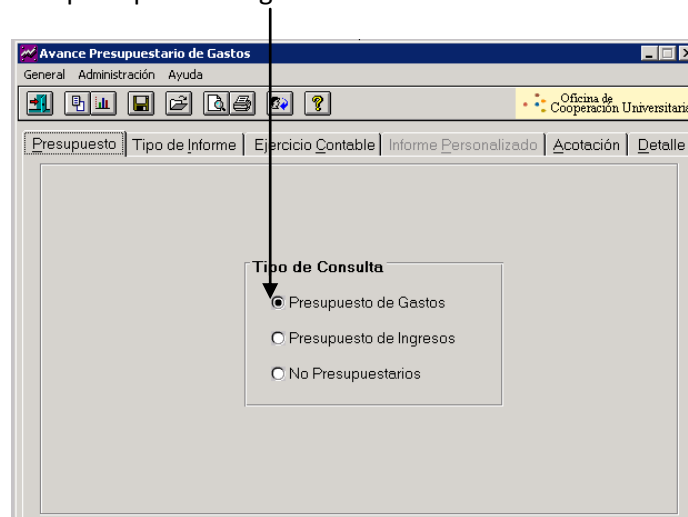 Avance Presupuestario de Gastos
General Administración Ayuda
Oficina de
Cooperación Universitaria
Presupuesto Tipo de Informe Ejercicio Contable Informe Personalizado Acotación Detalle
Tipo de Consulta
Presupuesto de Gastos
Presupuesto de Ingresos
No Presupuestarios